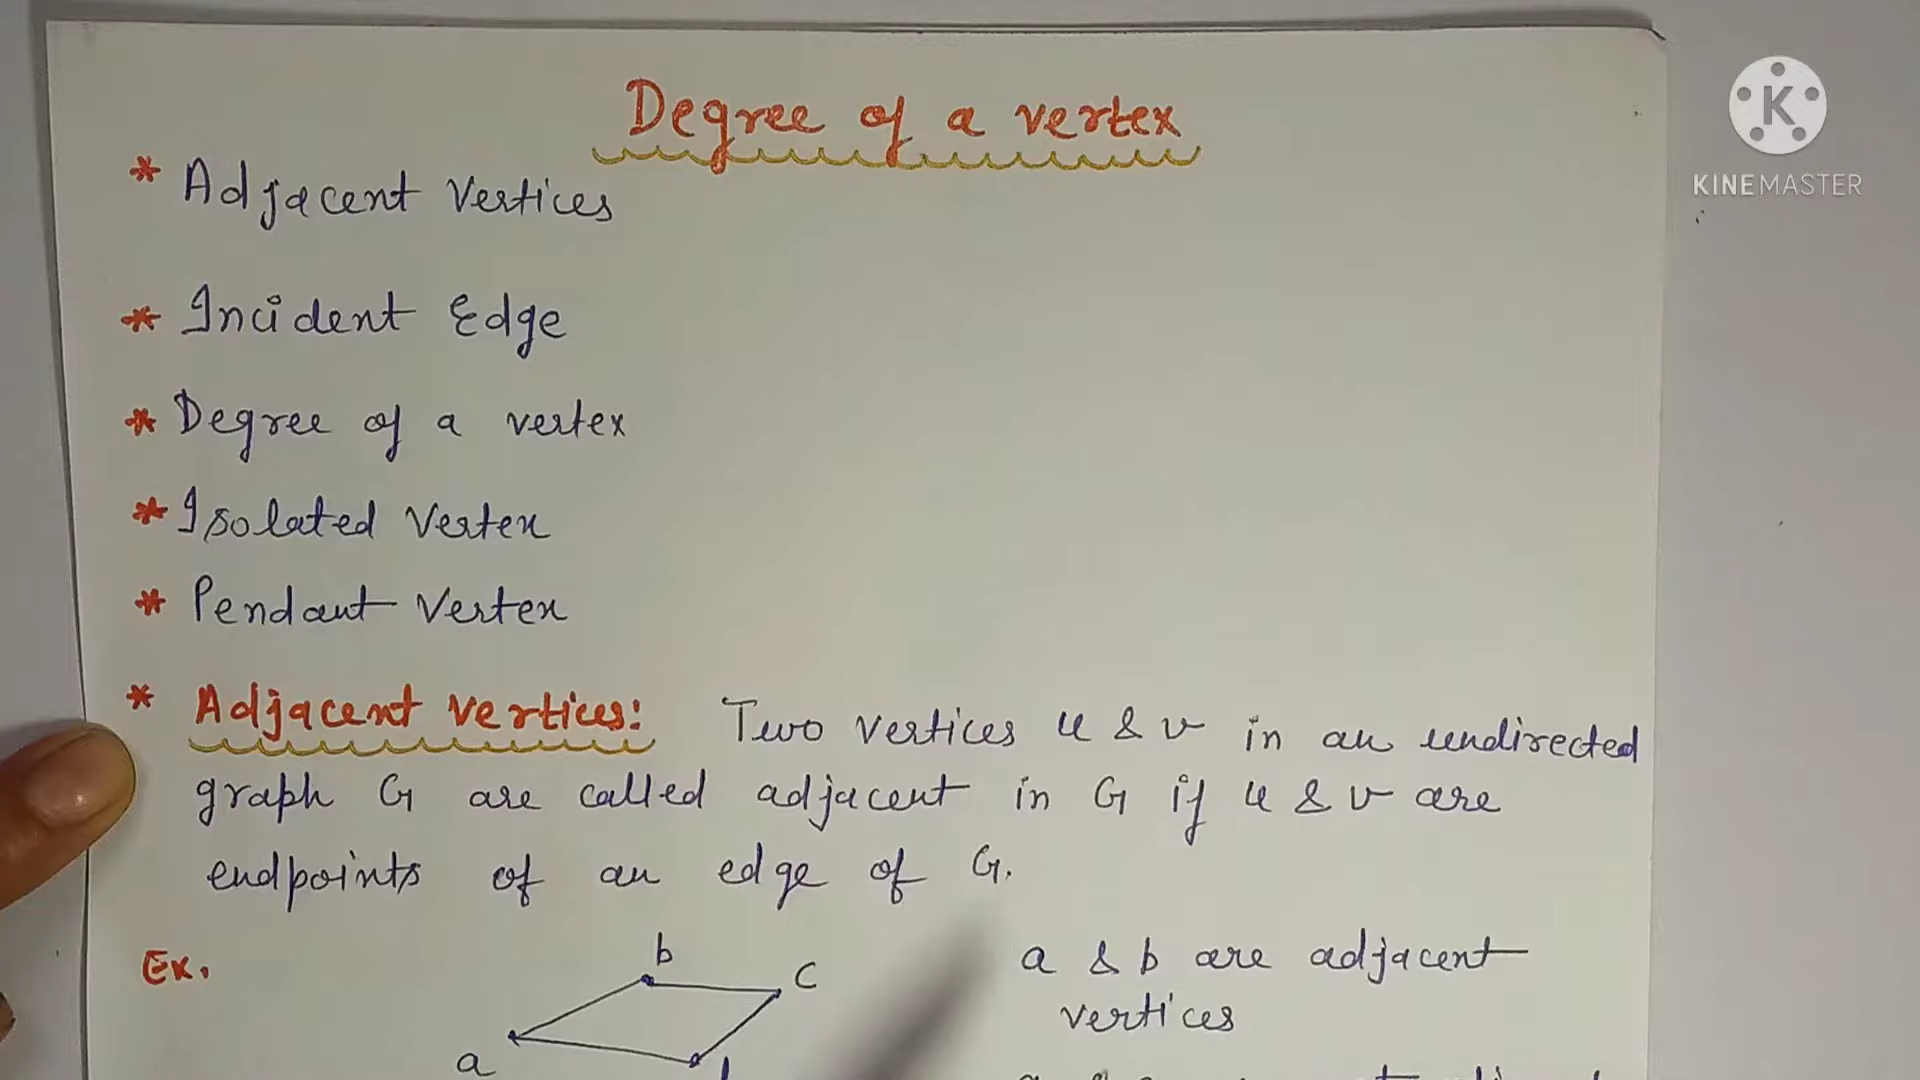 Degree of a vertex
* Adjacent Vertices
* Incident Edge
* Degree of a vertex
* Isolated Vertex
* Pendant Vertex
* Adjacent vertices: Two vertices u & v in an undirected
graph G are called adjacent in G if u & v are
endpoints of an edge of G.
Ex.
b
c
a
a & b are adjacent
vertices
K
KINEMASTER